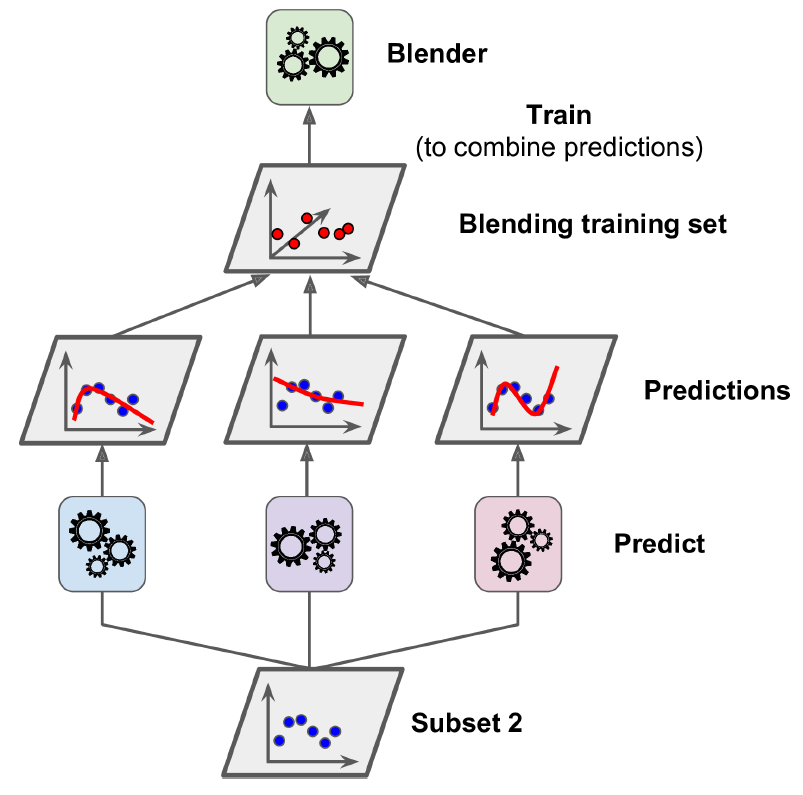 Blender
Train
(to combine predictions)
Blending training set
Predictions
Predict
Subset 2